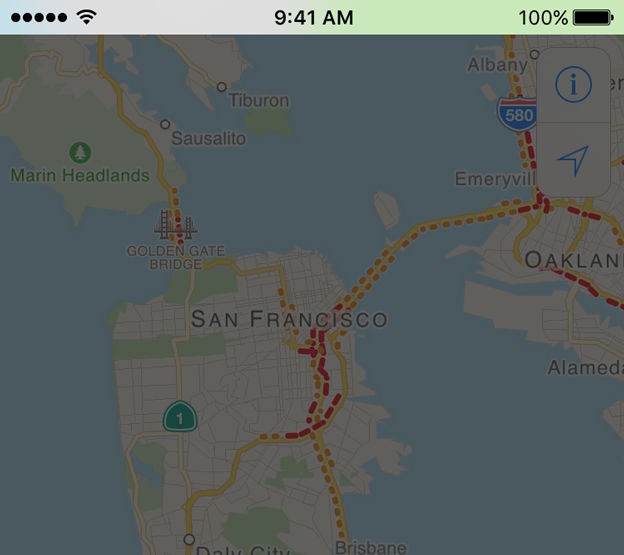 9:41 AM
100%
Albany
Tiburon
580
Sausalito
Marin Headlands
GOLDEN GATE
BRIDGE
OAKLAN
SAN FRANCISCO
Alameda
1
Daly City
Brisbane